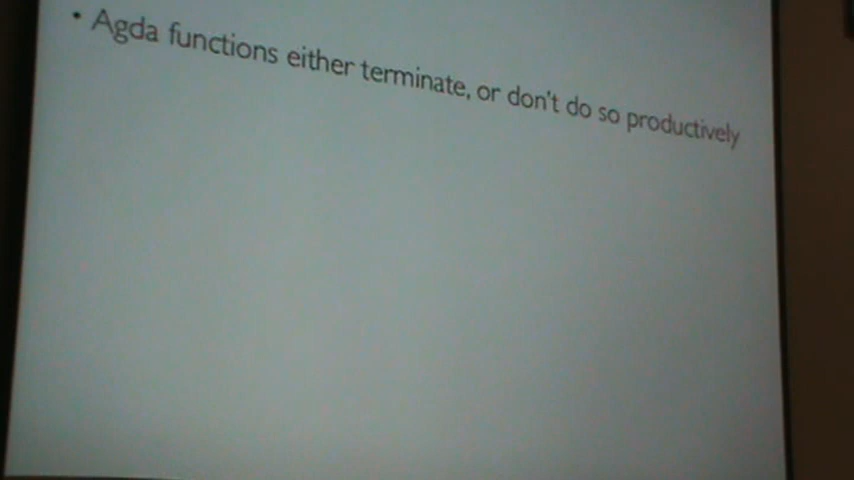 • Agda functions either terminate, or don't do so productively